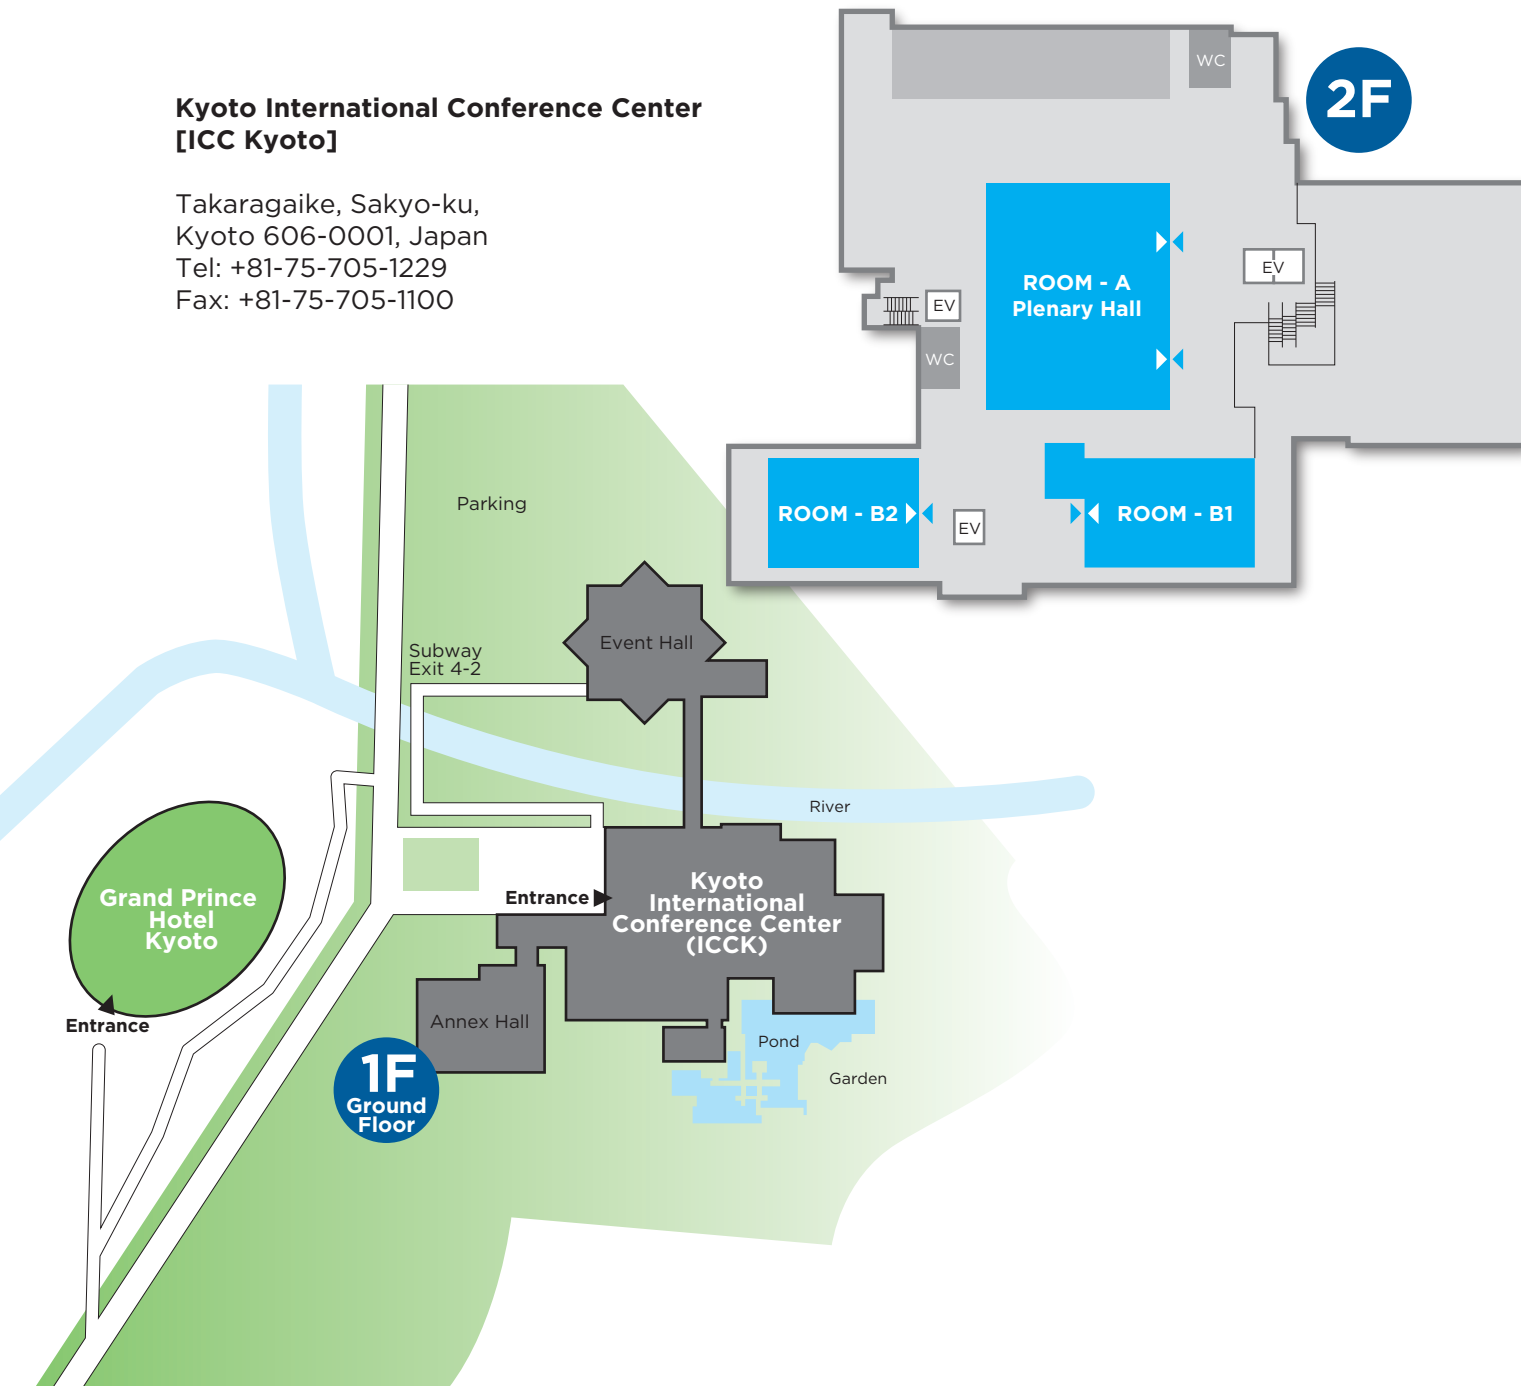 Kyoto International Conference Center
[ICC Kyoto]
Takaragaike, Sakyo-ku,
Kyoto 606-0001, Japan
Tel: +81-75-705-1229
Fax: +81-75-705-1100
2F
WC
EV
ROOM - A
Plenary Hall
EV
WC
ROOM - B2
EV
ROOM - B1
Parking
Event Hall
Subway
Exit 4-2
River
Grand Prince
Hotel
Kyoto
Entrance
Entrance
Kyoto
International
Conference Center
(ICCK)
Annex Hall
1F
Ground
Floor
Pond
Garden